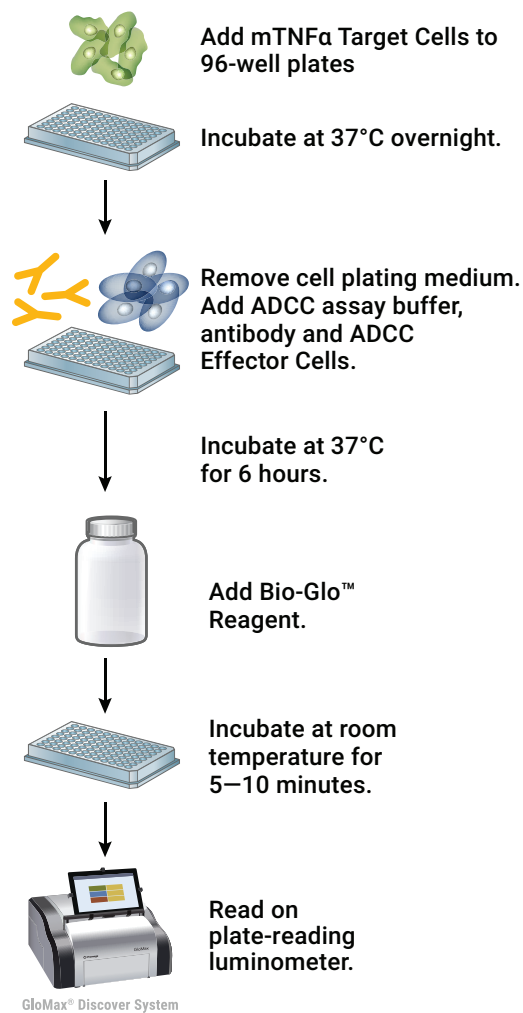 Add mTNFα Target Cells to
96-well plates
Incubate at 37°C overnight.
Remove cell plating medium.
Add ADCC assay buffer,
antibody and ADCC
Effector Cells.
Incubate at 37°C
for 6 hours.
Add Bio-Glo™
Reagent.
Incubate at room
temperature for
5—10 minutes.
Read on
plate-reading
luminometer.
GloMax
GloMax® Discover System